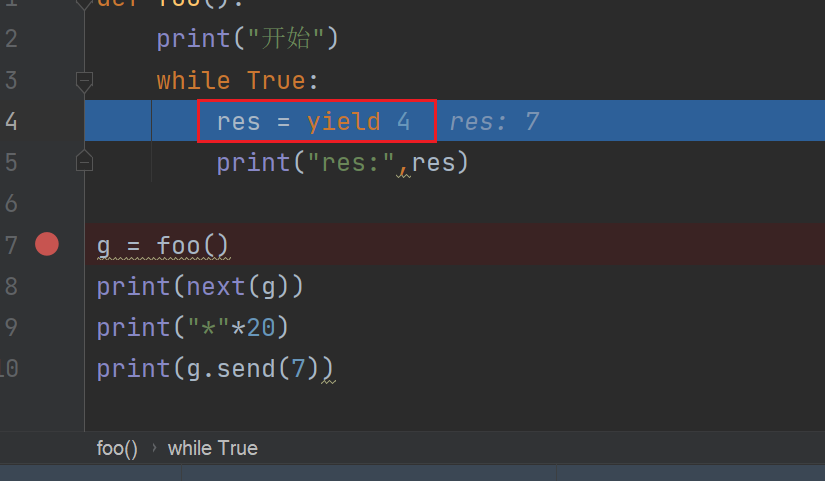 1 def foo():
2 print("开始")
3 while True:
4 res = yield 4 res: 7
5 print("res:",res)
6
7 g = foo()
8 print(next(g))
9 print("*"*20)
10 print(g.send(7))
foo() › while True